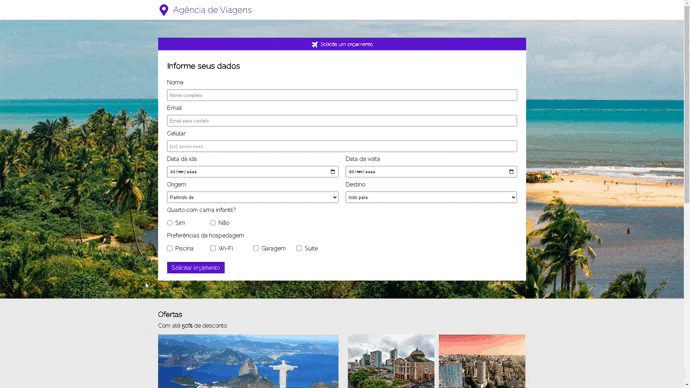 Agência de Viagens
Solicite um orçamento
Informe seus dados
Nome
Nome completo
Email
Email para contato
Celular
(xx) xxxxx-xxxx
Data da ida
Data da volta
dd/mm/aaaa
dd/mm/aaaa
Origem
Destino
Partindo de
Indo para
Quarto com cama infantil?
Sim
Não
Preferências da hospedagem
Piscina
Wi-Fi
Garagem
Suíte
Solicitar orçamento
Ofertas
Com até 50% de desconto.